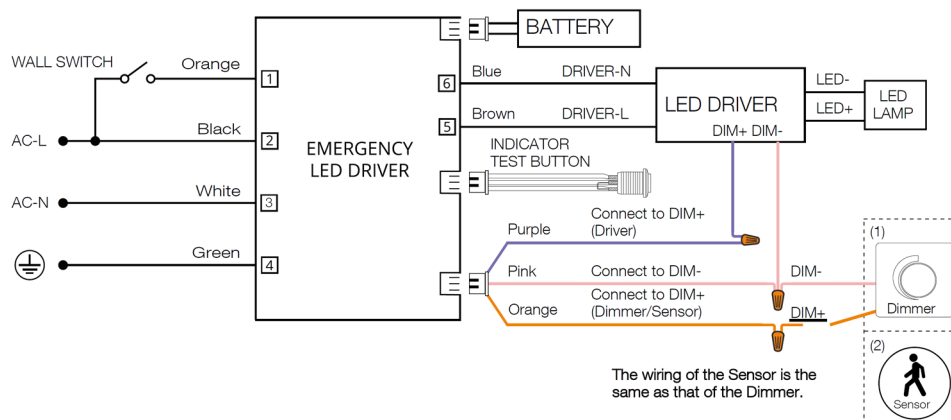 BATTERY
WALL SWITCH
Orange
1
AC-L
Black
2
AC-N
White
3
Green
4
EMERGENCY
LED DRIVER
6
Blue
DRIVER-N
5
Brown
DRIVER-L
LED DRIVER
DIM+ DIM-
LED-
LED+
LED
LAMP
INDICATOR
TEST BUTTON
Purple
Connect to DIM+
(Driver)
Pink
Connect to DIM-
DIM-
Orange
Connect to DIM+
(Dimmer/Sensor)
DIM+
(1)
Dimmer
(2)
Sensor
The wiring of the Sensor is the
same as that of the Dimmer.